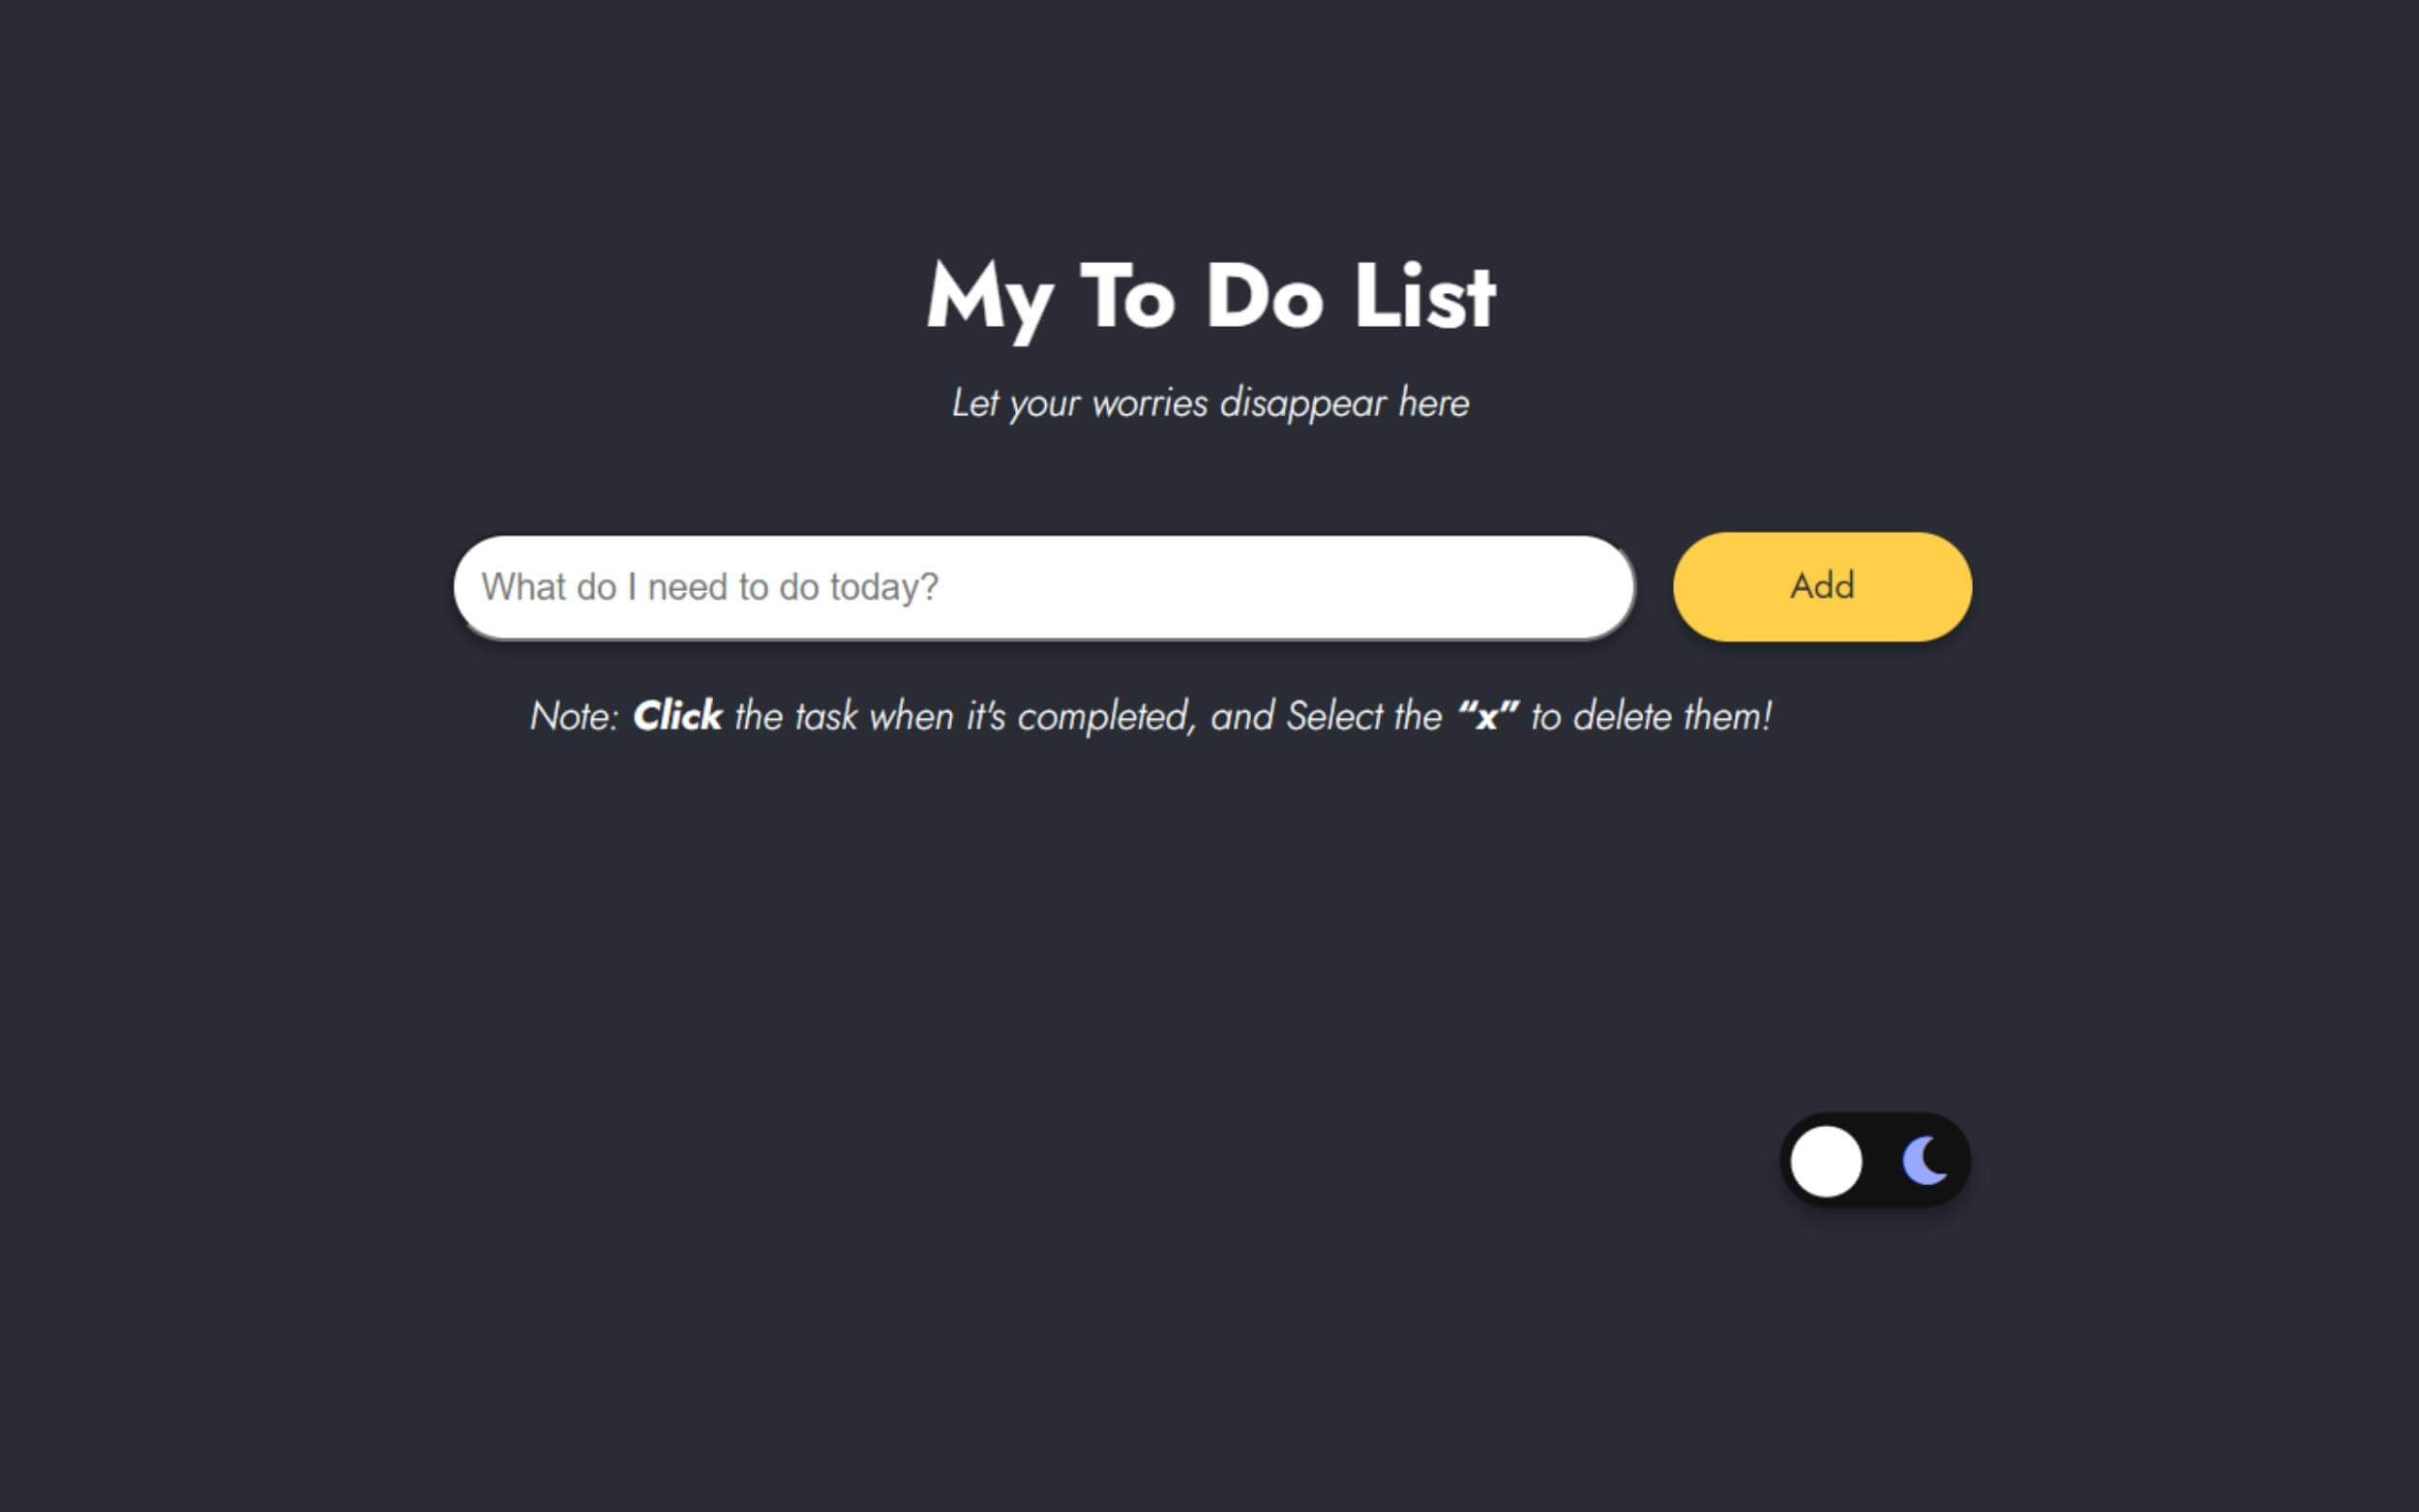 My To Do List
Let your worries disappear here
What do I need to do today?
Add
Note: Click the task when it's completed, and Select the “x” to delete them!